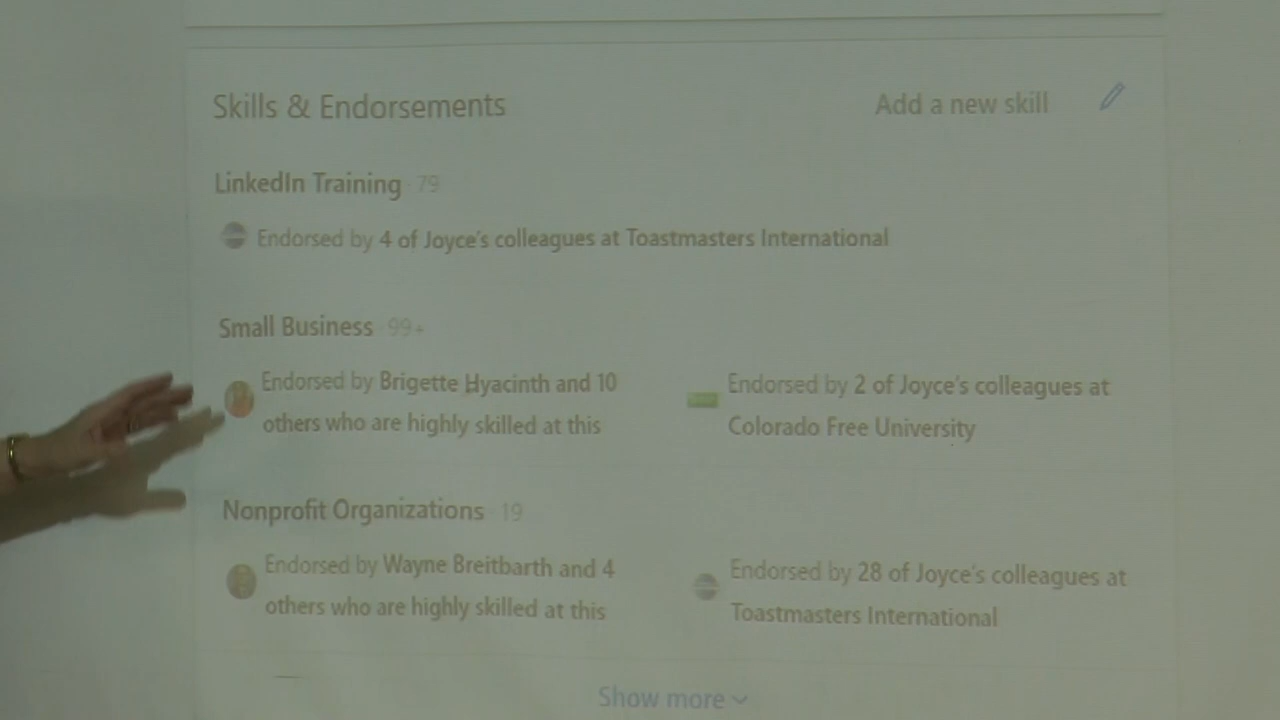 Skills & Endorsements
Add a new skill
LinkedIn Training · 79
Endorsed by 4 of Joyce's colleagues at Toastmasters International
Small Business · 99+
Endorsed by Brigette Hyacinth and 10
others who are highly skilled at this
Endorsed by 2 of Joyce's colleagues at
Colorado Free University
Nonprofit Organizations · 19
Endorsed by Wayne Breitbarth and 4
others who are highly skilled at this
Endorsed by 28 of Joyce's colleagues at
Toastmasters International
Show more